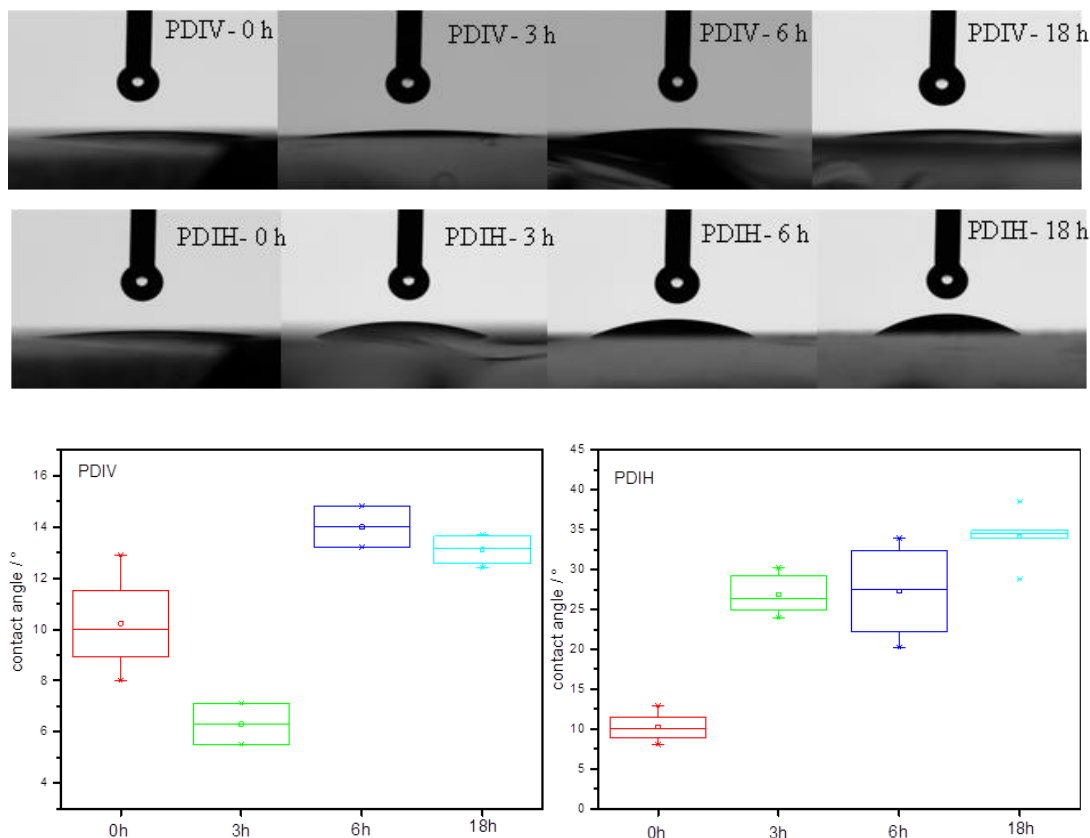 PDIV - 0 h
PDIV - 3 h
PDIV - 6 h
PDIV - 18 h
PDIH - 0 h
PDIH - 3 h
PDIH - 6 h
PDIH - 18 h
PDIV
contact angle / °
16
14
12
10
8
6
4
0h
3h
6h
18h
PDIH
contact angle / °
45
40
35
30
25
20
15
10
5
0
0h
3h
6h
18h